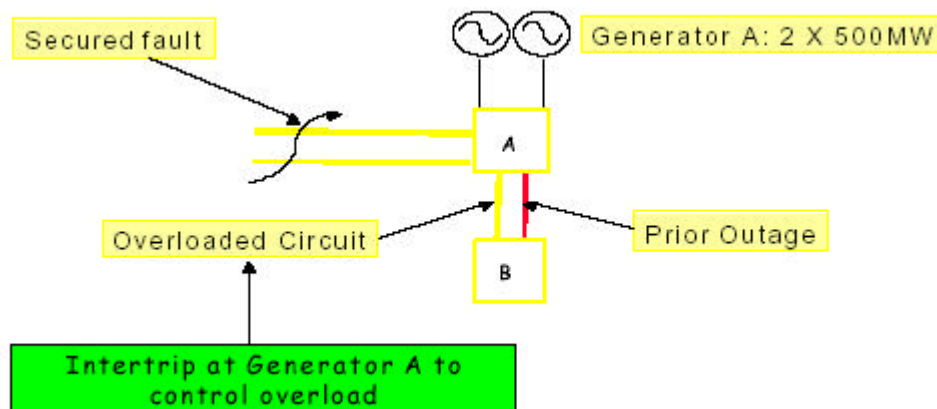 Secured fault
Generator A: 2 X 500MW
A
Overloaded Circuit
Prior Outage
B
Intertrip at Generator A to
control overload